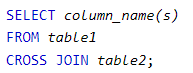 SELECT column_name(s)
FROM table1
CROSS JOIN table2;